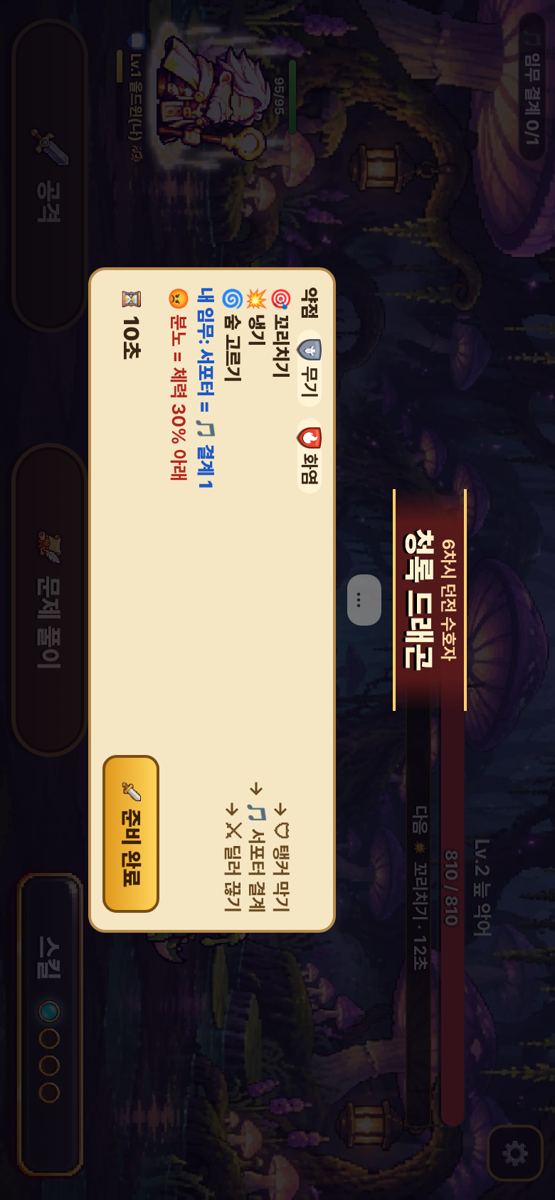 임무 결계 0/1
95/95
Lv.1 올드원(나)
6차시 던전 수호자
청록 드래곤
Lv.2 늪 악어
810 / 810
다음 꼬리치기 · 12초
...
약점 무기 화염
꼬리치기 → 탱커 막기
냉기 → 서포터 결계
숨 고르기 → 딜러 끊기
내 임무: 서포터 = 결계 1
분노 = 체력 30% 아래
10초
준비 완료
공격
문제 풀이
스킬